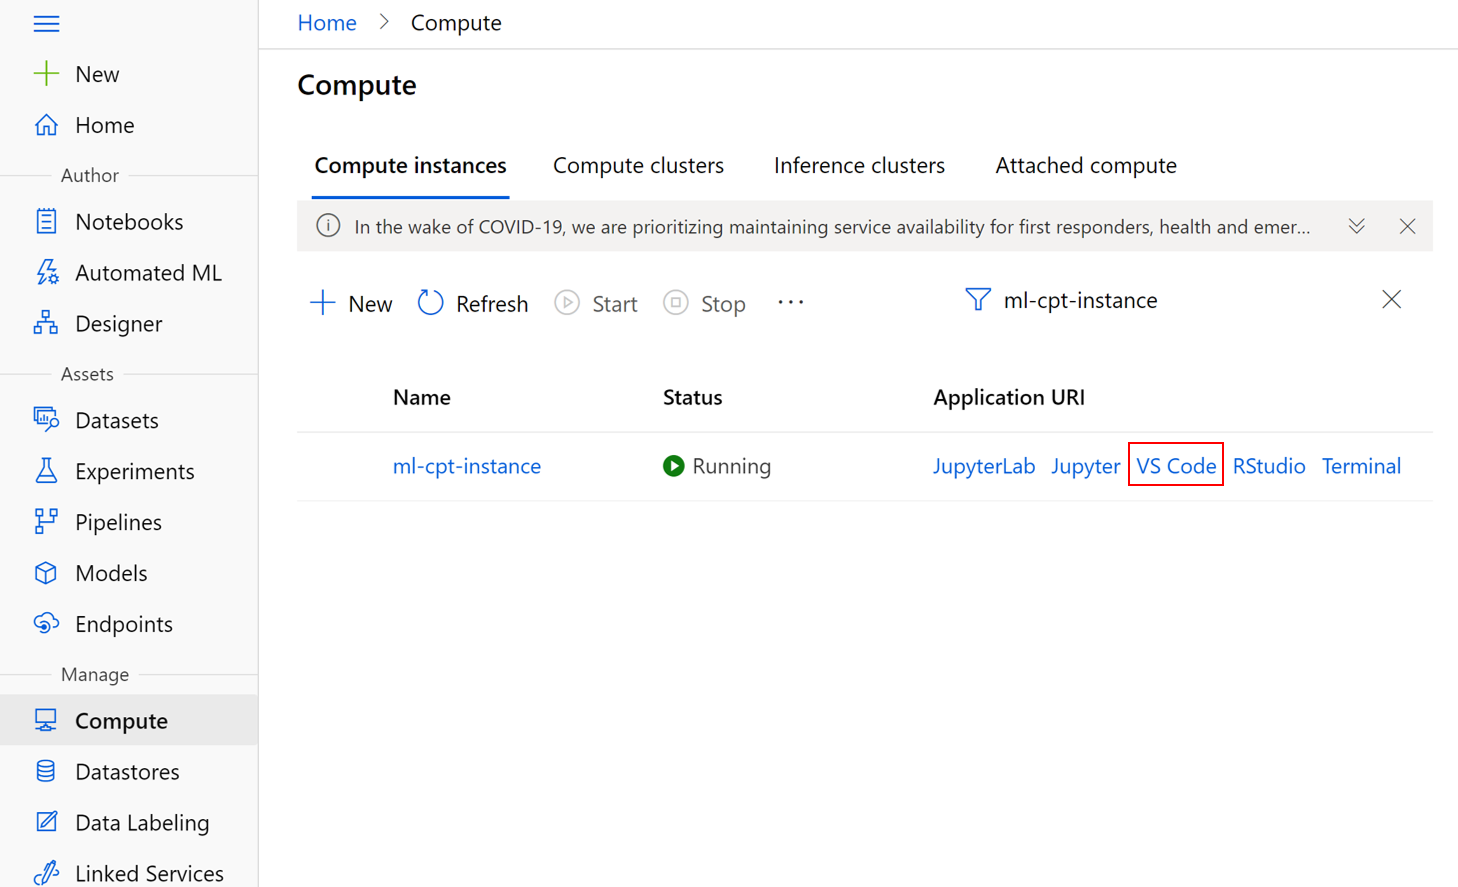 Home > Compute
New
Home
Author
Notebooks
Automated ML
Designer
Assets
Datasets
Experiments
Pipelines
Models
Endpoints
Manage
Compute
Datastores
Data Labeling
Linked Services
Compute
Compute instances Compute clusters Inference clusters Attached compute
In the wake of COVID-19, we are prioritizing maintaining service availability for first responders, health and emer...
New Refresh Start Stop ... ml-cpt-instance
Name Status Application URI
ml-cpt-instance Running JupyterLab Jupyter VS Code RStudio Terminal